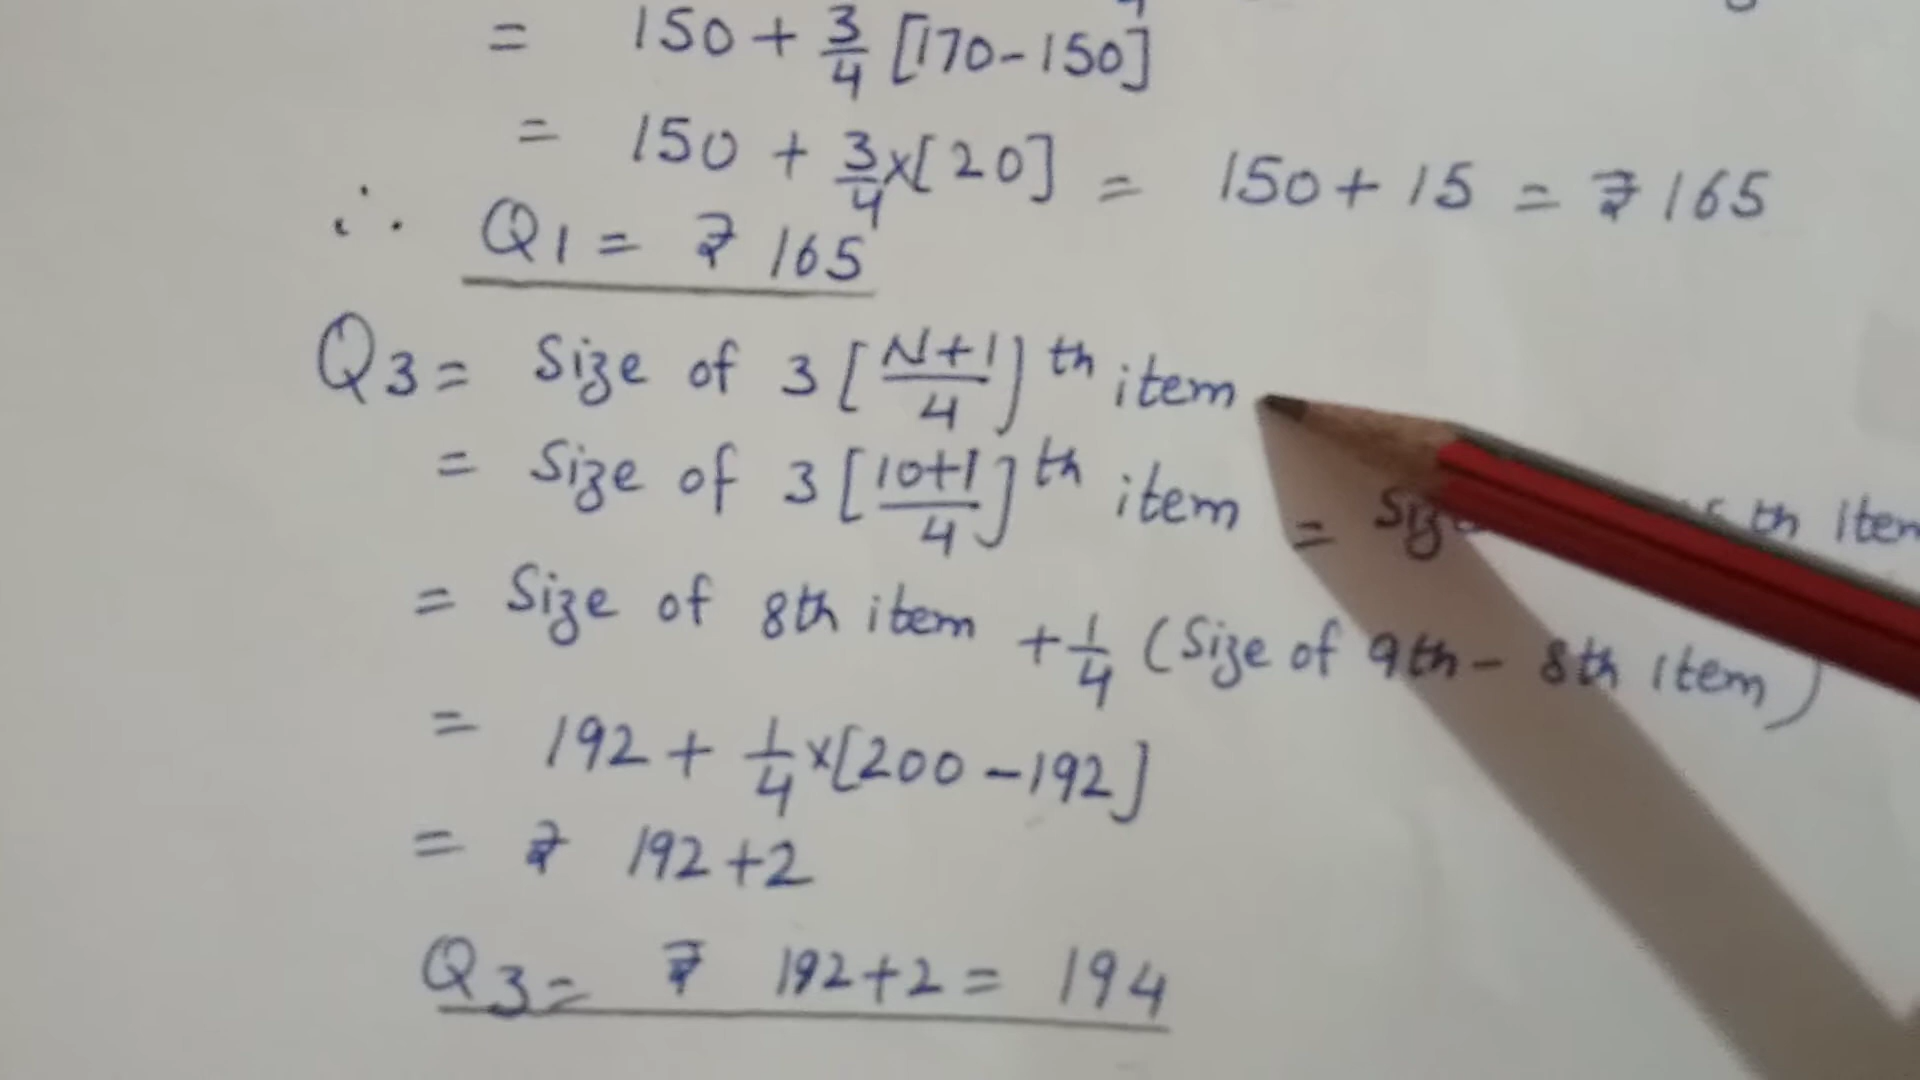 = 150 + 3/4 [170-150]
= 150 + 3/4 x[20] = 150 + 15 = ₹ 165
∴ Q1 = ₹ 165
Q3 = Size of 3 [N+1/4]th item
= Size of 3 [10+1/4]th item = th Item
= Size of 8th item + 1/4 (Size of 9th - 8th Item)
= 192 + 1/4 x[200 - 192]
= ₹ 192 + 2
Q3 = ₹ 192 + 2 = 194